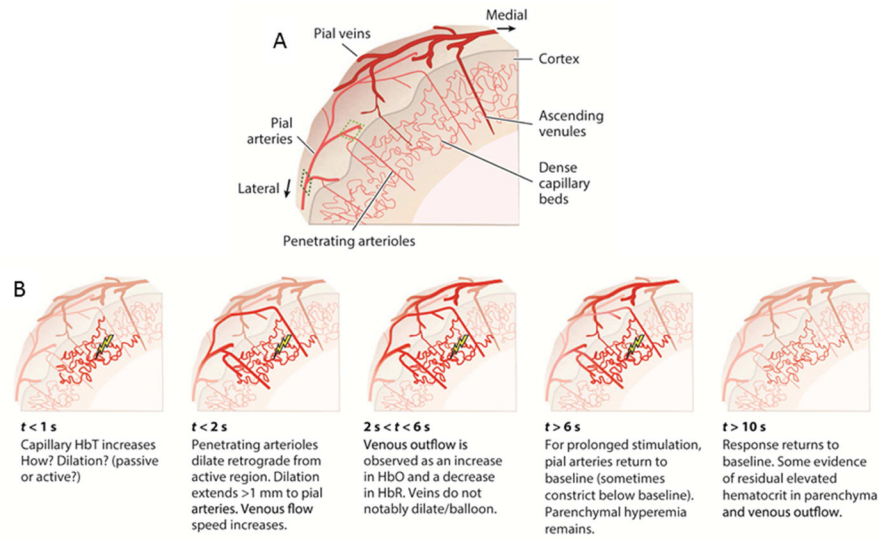 A
Medial
Pial veins
Cortex
Ascending
venules
Pial
arteries
Dense
capillary
beds
Lateral
Penetrating arterioles
B
t < 1 s
Capillary HbT increases
How? Dilation? (passive
or active?)
t < 2 s
Penetrating arterioles
dilate retrograde from
active region. Dilation
extends >1 mm to pial
arteries. Venous flow
speed increases.
2 s < t < 6 s
Venous outflow is
observed as an increase
in HbO and a decrease
in HbR. Veins do not
notably dilate/balloon.
t > 6 s
For prolonged stimulation,
pial arteries return to
baseline (sometimes
constrict below baseline).
Parenchymal hyperemia
remains.
t > 10 s
Response returns to
baseline. Some evidence
of residual elevated
hematocrit in parenchyma
and venous outflow.